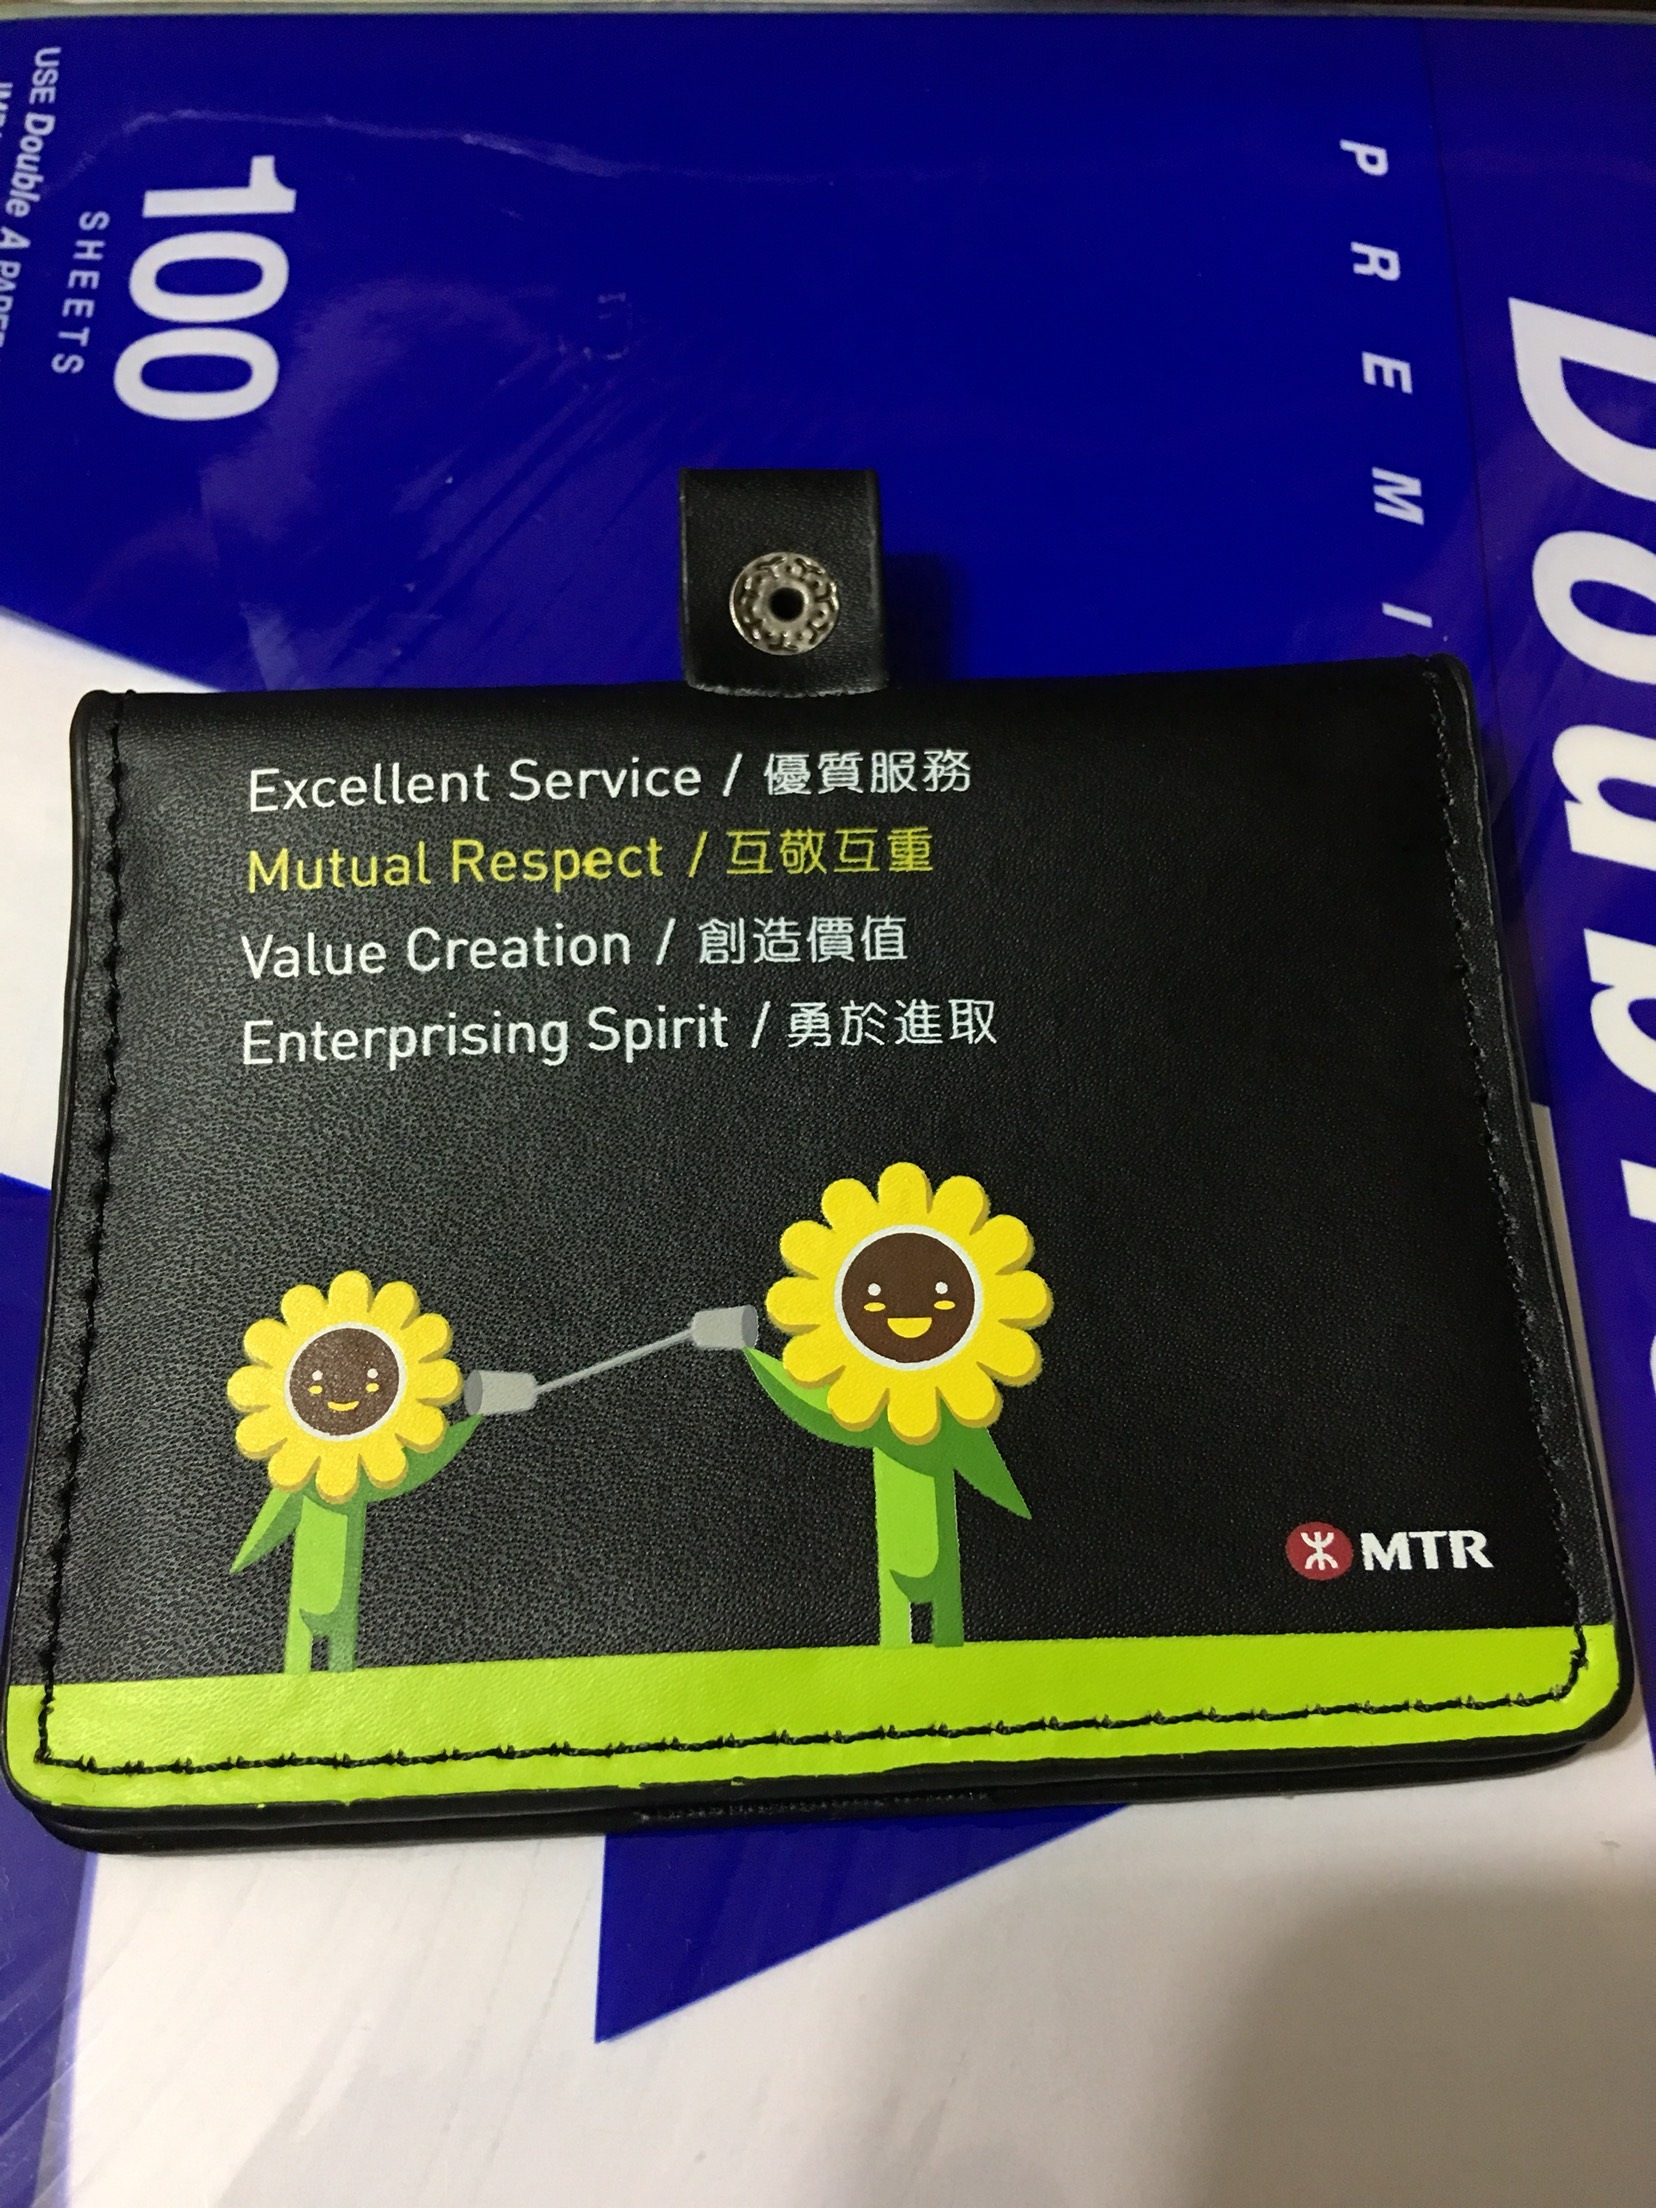 Excellent Service / 優質服務
Mutual Respect / 互敬互重
Value Creation / 創造價值
Enterprising Spirit / 勇於進取
MTR
USE Double A
100
SHEETS
PREMI
Doub